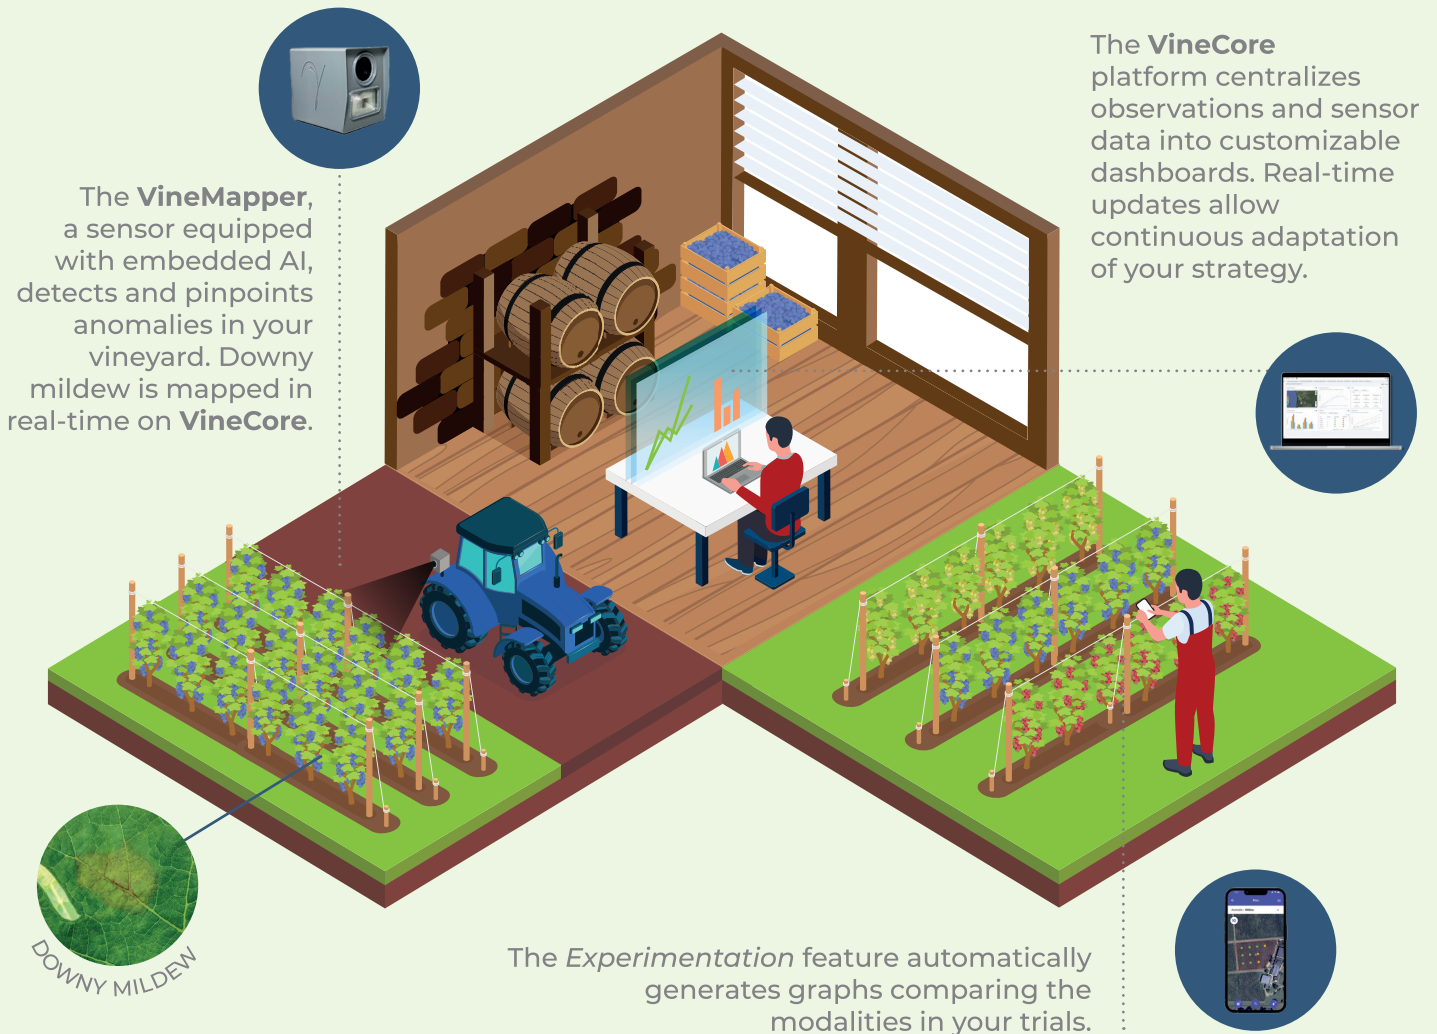 The VineMapper,
a sensor equipped
with embedded AI,
detects and pinpoints
anomalies in your
vineyard. Downy
mildew is mapped in
real-time on VineCore.
The VineCore
platform centralizes
observations and sensor
data into customizable
dashboards. Real-time
updates allow
continuous adaptation
of your strategy.
DOWNY MILDEW
The Experimentation feature automatically
generates graphs comparing the
modalities in your trials.